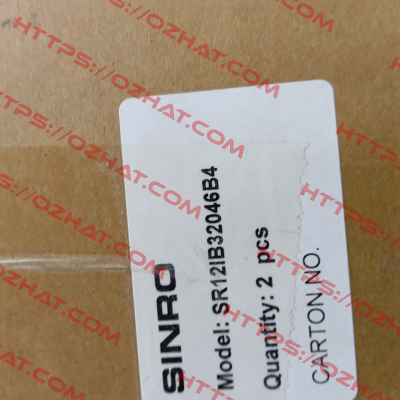 SINRO
Model: SR12IB32046B4
Quantity: 2 pcs
CARTON NO.
HTTPS://OZHAT.COM